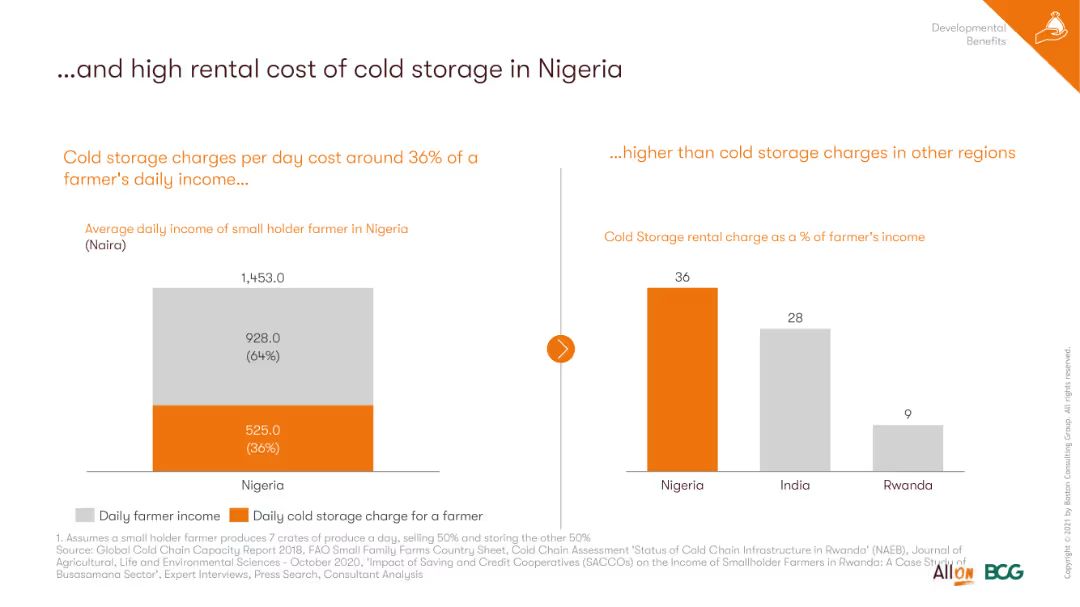 Developmental
Benefits
...and high rental cost of cold storage in Nigeria
Cold storage charges per day cost around 36% of a
farmer's daily income...
Average daily income of small holder farmer in Nigeria
(Naira)
1,453.0
928.0
(64%)
525.0
(36%)
Nigeria
Daily farmer income
Daily cold storage charge for a farmer
...higher than cold storage charges in other regions
Cold Storage rental charge as a % of farmer's income
36
28
9
Nigeria
India
Rwanda
1. Assumes a small holder farmer produces 7 crates of produce a day, selling 50% and storing the other 50%
Source: Global Cold Chain Capacity Report 2018, FAO Small Family Farms Country Sheet, Cold Chain Assessment 'Status of Cold Chain Infrastructure in Rwanda' (NAEB), Journal of
Agricultural, Life and Environmental Sciences - October 2020, 'Impact of Saving and Credit Cooperatives (SACCOs) on the Income of Smallholder Farmers in Rwanda: A Case Study of
Busasamana Sector', Expert Interviews, Press Search, Consultant Analysis
All ON
BCG
Copyright © 2021 by Boston Consulting Group. All rights reserved.